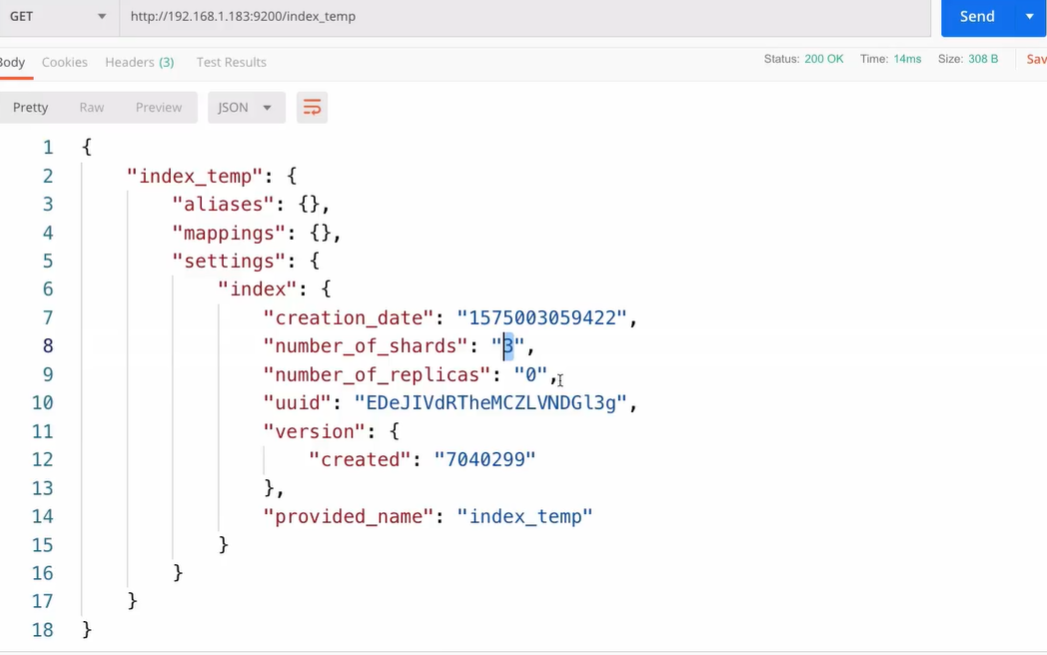 GET http://192.168.1.183:9200/index_temp Send
Body Cookies Headers (3) Test Results Status: 200 OK Time: 14ms Size: 308 B Sav
Pretty Raw Preview JSON
1 {
2 "index_temp": {
3 "aliases": {},
4 "mappings": {},
5 "settings": {
6 "index": {
7 "creation_date": "1575003059422",
8 "number_of_shards": "3",
9 "number_of_replicas": "0",
10 "uuid": "EDeJIVdRTheMCZLVNDGl3g",
11 "version": {
12 "created": "7040299"
13 },
14 "provided_name": "index_temp"
15 }
16 }
17 }
18 }